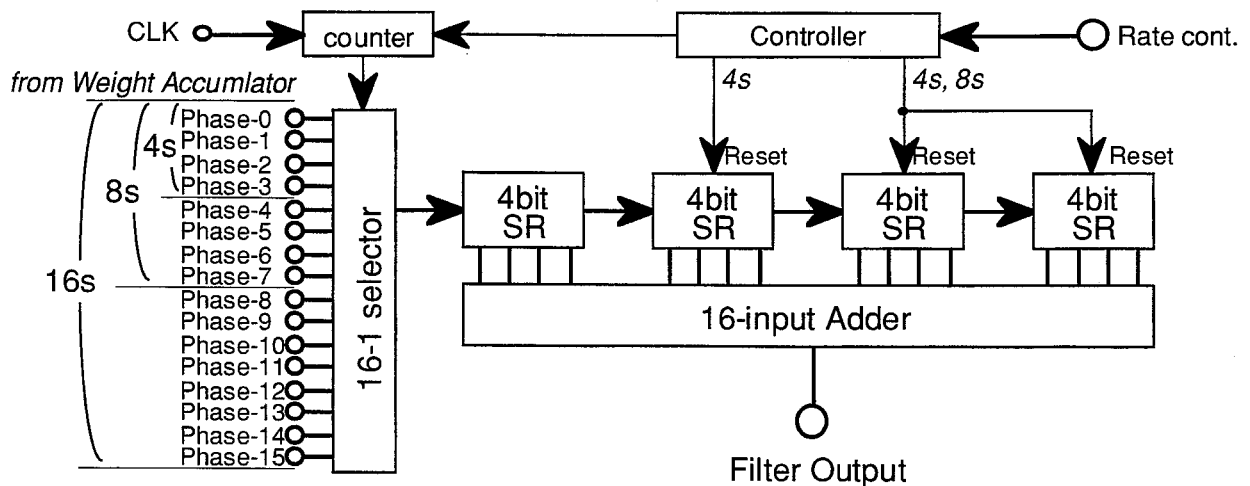 CLK
counter
Controller
Rate cont.
from Weight Accumlator
4s
4s, 8s
Phase-0
Phase-1
Phase-2
Phase-3
Phase-4
Phase-5
Phase-6
Phase-7
Phase-8
Phase-9
Phase-10
Phase-11
Phase-12
Phase-13
Phase-14
Phase-15
4s
8s
16s
16-1 selector
Reset
Reset
Reset
4bit
SR
4bit
SR
4bit
SR
4bit
SR
16-input Adder
Filter Output